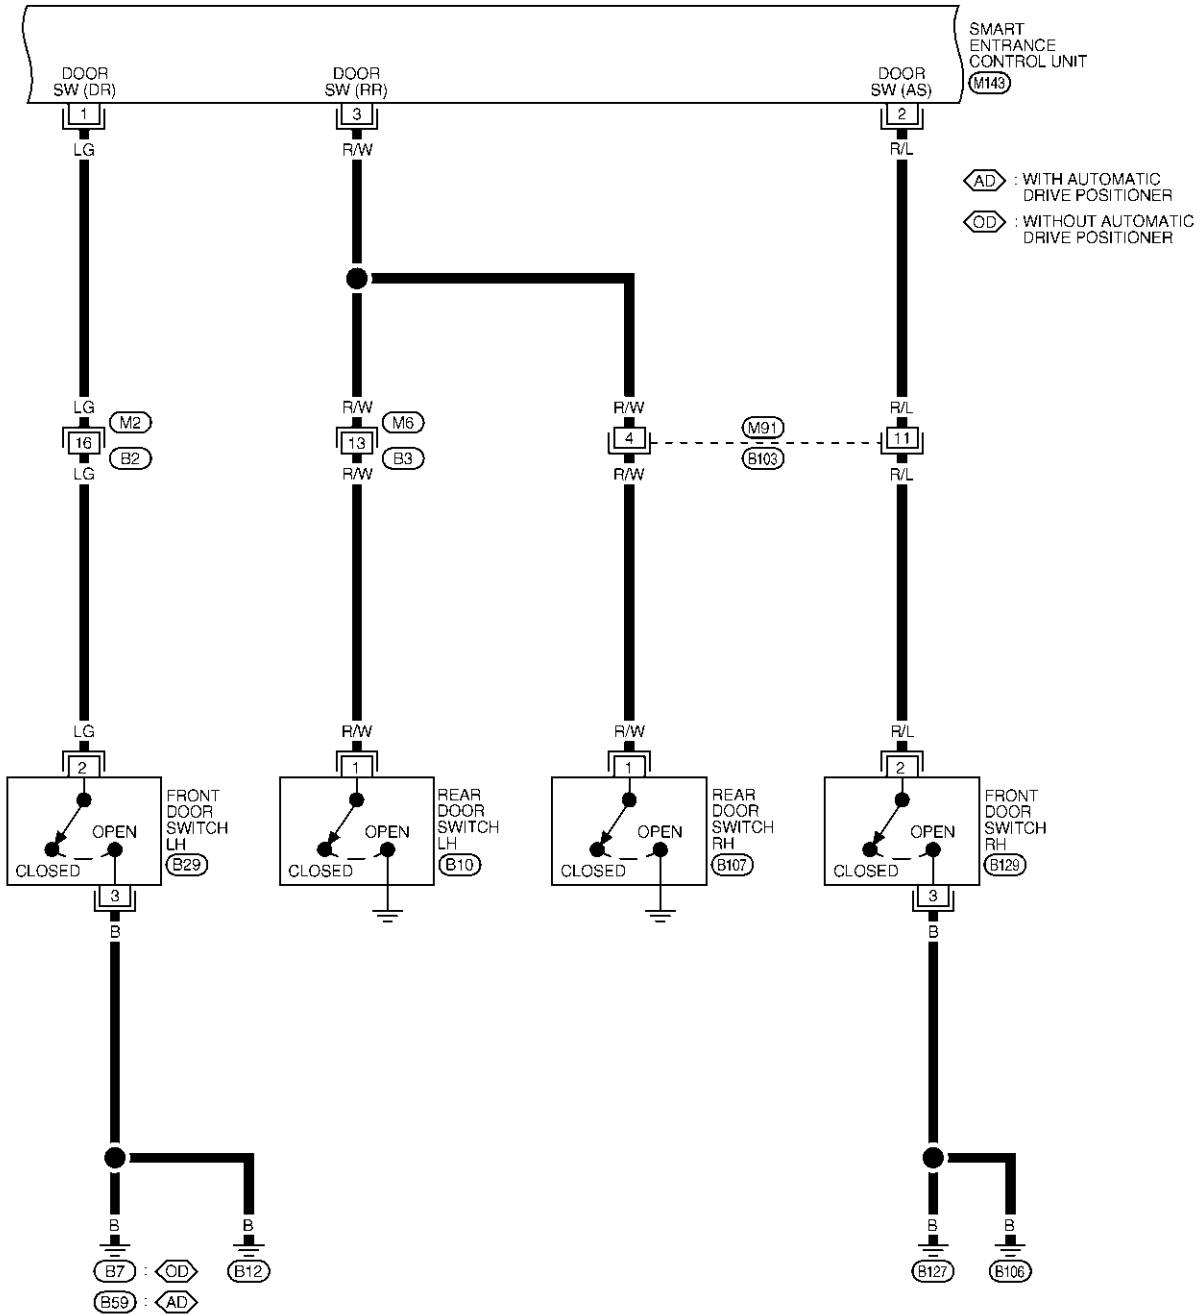 SMART
ENTRANCE
CONTROL UNIT
M143
DOOR
SW (DR)
DOOR
SW (RR)
DOOR
SW (AS)
1
3
2
LG
R/W
R/L
AD : WITH AUTOMATIC
DRIVE POSITIONER
OD : WITHOUT AUTOMATIC
DRIVE POSITIONER
LG
R/W
R/W
R/L
M2
M6
M91
16
13
4
11
B2
B3
B103
LG
R/W
R/W
R/L
LG
R/W
R/W
R/L
2
1
1
2
FRONT
DOOR
SWITCH
LH
B29
OPEN
CLOSED
REAR
DOOR
SWITCH
LH
B10
OPEN
CLOSED
REAR
DOOR
SWITCH
RH
B107
OPEN
CLOSED
FRONT
DOOR
SWITCH
RH
B129
OPEN
CLOSED
3
3
B
B
B
B
B
B
B7 : OD
B12
B127
B106
B59 : AD